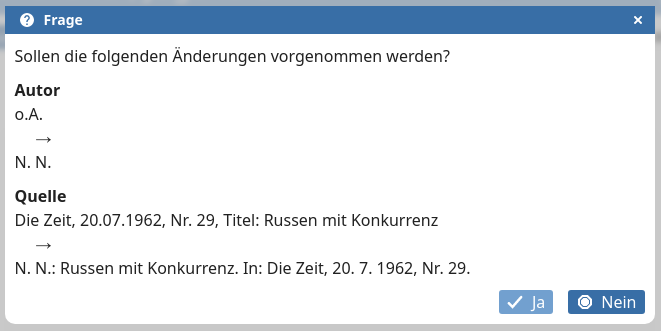 Frage
Sollen die folgenden Änderungen vorgenommen werden?
Autor
o.A.
→
N. N.
Quelle
Die Zeit, 20.07.1962, Nr. 29, Titel: Russen mit Konkurrenz
→
N. N.: Russen mit Konkurrenz. In: Die Zeit, 20. 7. 1962, Nr. 29.
Ja
Nein